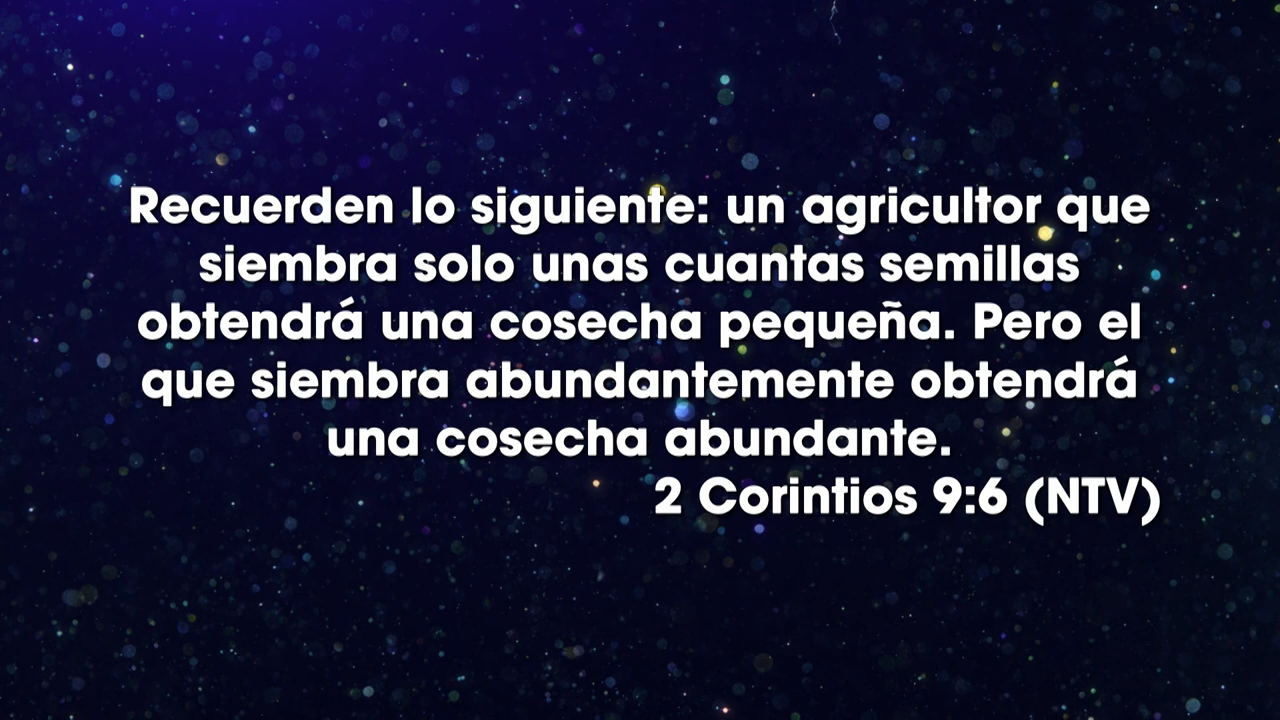 Recuerden lo siguiente: un agricultor que
siembra solo unas cuantas semillas
obtendrá una cosecha pequeña. Pero el
que siembra abundantemente obtendrá
una cosecha abundante.
2 Corintios 9:6 (NTV)